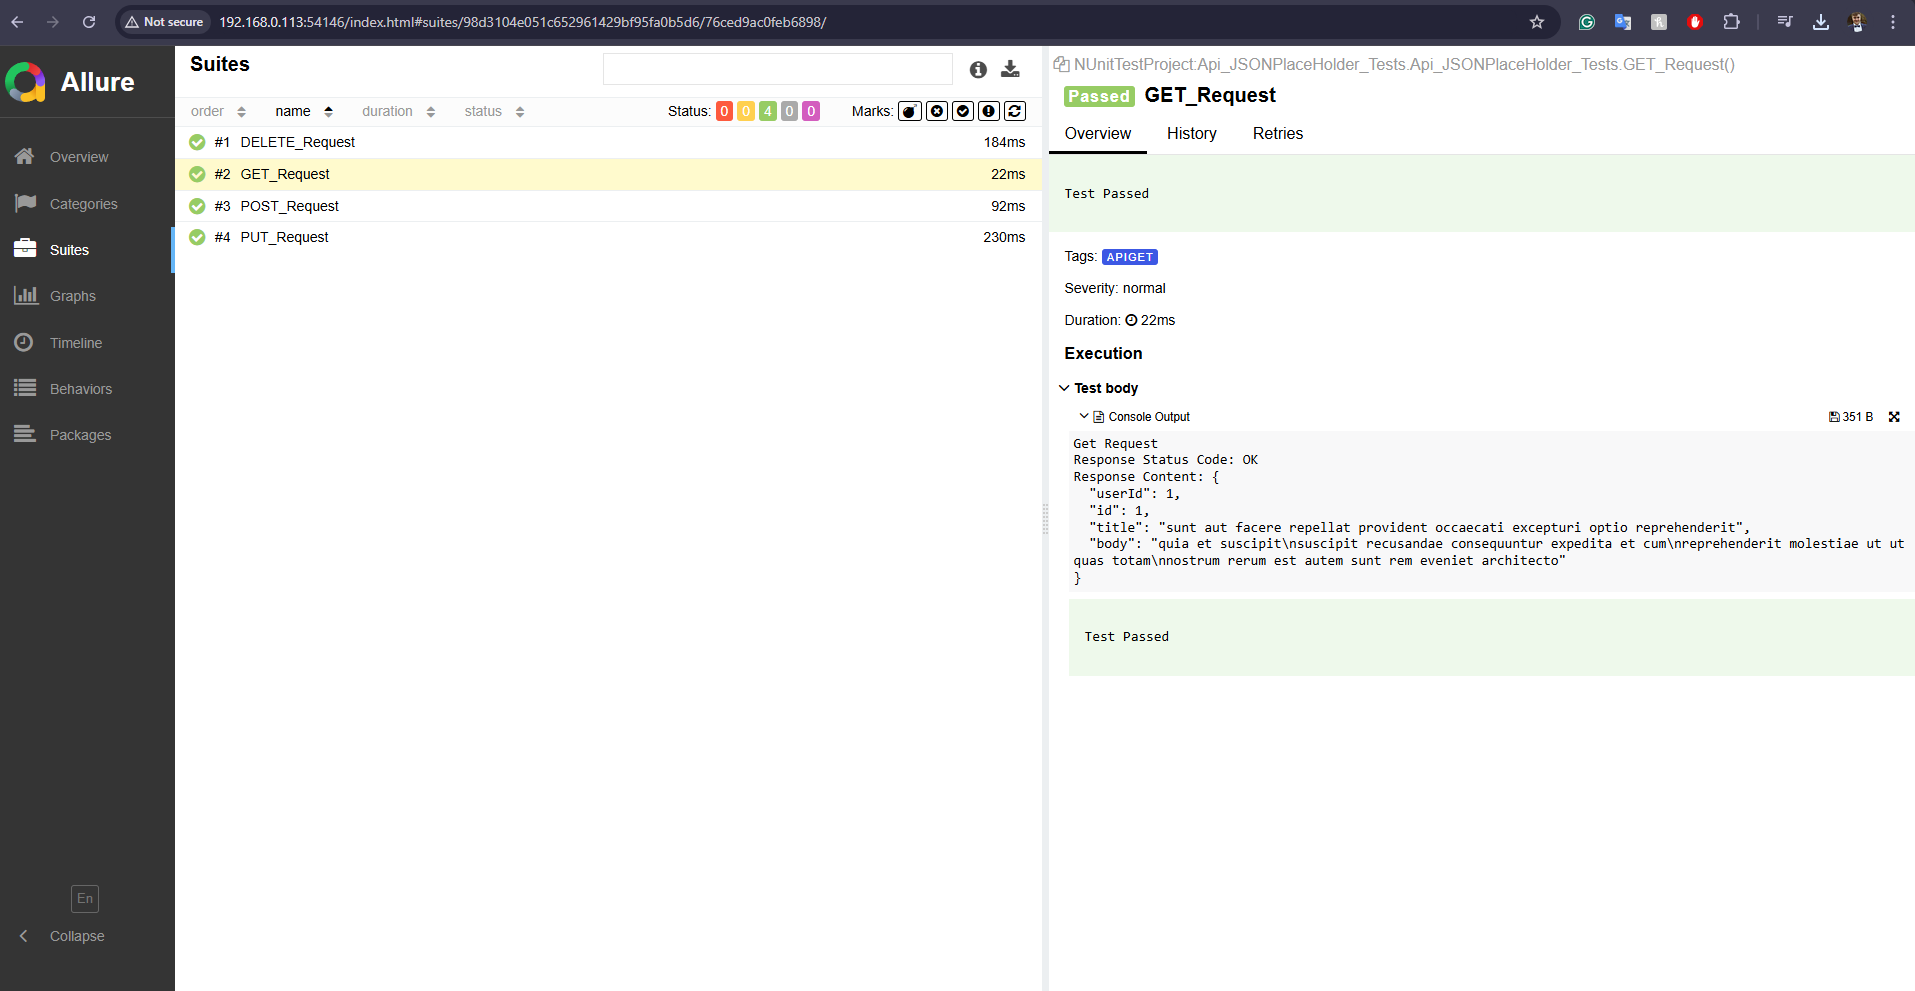 Not secure 192.168.0.113:54146/index.html#suites/98d3104e051c652961429bf95fa0b5d6/76ced9ac0feb6898/
Allure
Overview
Categories
Suites
Graphs
Timeline
Behaviors
Packages
En
Collapse
Suites
order name duration status Status: 0 0 4 0 0 Marks:
#1 DELETE_Request 184ms
#2 GET_Request 22ms
#3 POST_Request 92ms
#4 PUT_Request 230ms
NUnitTestProject:Api_JSONPlaceHolder_Tests.Api_JSONPlaceHolder_Tests.GET_Request()
Passed GET_Request
Overview History Retries
Test Passed
Tags: APIGET
Severity: normal
Duration: 22ms
Execution
Test body
Console Output 351 B
Get Request
Response Status Code: OK
Response Content: {
"userId": 1,
"id": 1,
"title": "sunt aut facere repellat provident occaecati excepturi optio reprehenderit",
"body": "quia et suscipit\nsuscipit recusandae consequuntur expedita et cum\nreprehenderit molestiae ut ut
quas totam\nnostrum rerum est autem sunt rem eveniet architecto"
}
Test Passed